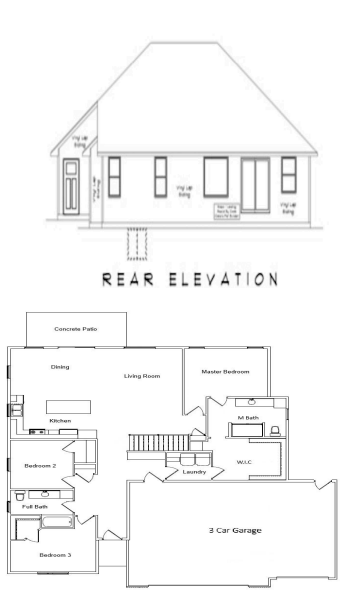 REAR ELEVATION
Concrete Patio
Dining
Living Room
Master Bedroom
Kitchen
M Bath
Bedroom 2
Laundry
W.I.C
Full Bath
3 Car Garage
Bedroom 3